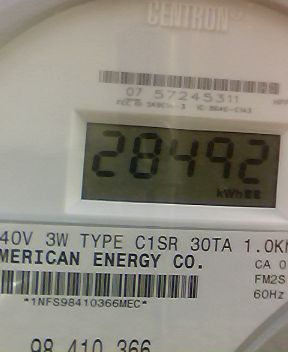 CENTRON®
07 57245311
28492
kWh
40V 3W TYPE C1SR 30TA 1.0K
MERICAN ENERGY CO.
CA 0
FM2S
60Hz
*1NFS98410366MEC*
98 410 366